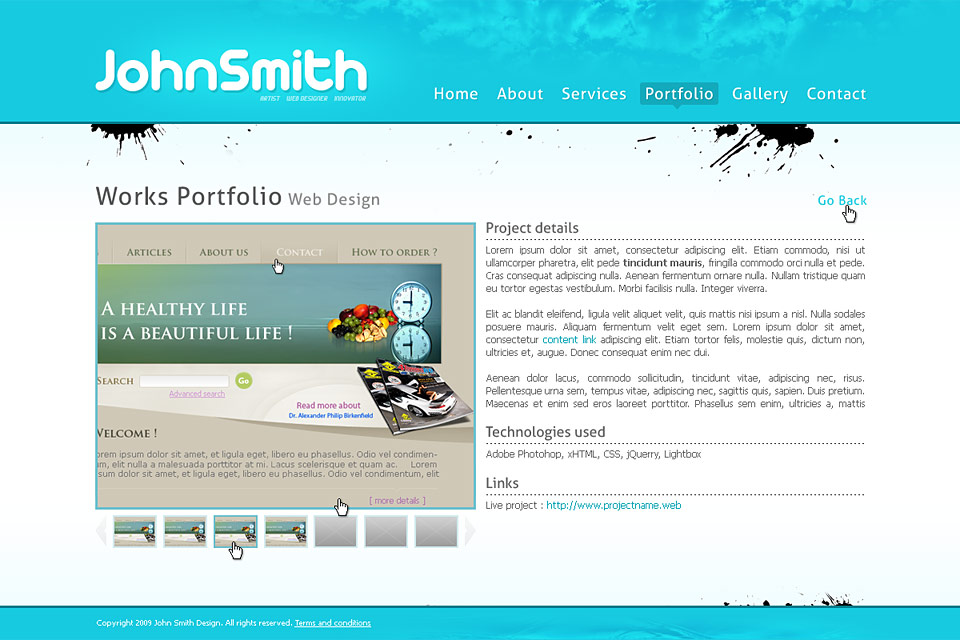 JohnSmith
ARTIST WEB DESIGNER INNOVATOR
Home About Services Portfolio Gallery Contact
Works Portfolio Web Design
Go Back
ARTICLES ABOUT US CONTACT HOW TO ORDER ?
A HEALTHY LIFE
IS A BEAUTIFUL LIFE !
SEARCH Go
Advanced search
Read more about
Dr. Alexander Philip Birkenfield
WELCOME !
orem ipsum dolor sit amet, et ligula eget, libero eu phasellus. Odio vel condimen-
um, elit nulla a malesuada porttitor at mi. Lacus scelerisque et quam ac. Lorem
sum dolor sit amet, et ligula eget, libero eu phasellus. Odio vel condimentum, elit
[ more details ]
Project details
Lorem ipsum dolor sit amet, consectetur adipiscing elit. Etiam commodo, nisi ut
ullamcorper pharetra, elit pede tincidunt mauris, fringilla commodo orci nulla et pede.
Cras consequat adipiscing nulla. Aenean fermentum ornare nulla. Nullam tristique quam
eu tortor egestas vestibulum. Morbi facilisis nulla. Integer viverra.
Elit ac blandit eleifend, ligula velit aliquet velit, quis mattis nisi ipsum a nisl. Nulla sodales
posuere mauris. Aliquam fermentum velit eget sem. Lorem ipsum dolor sit amet,
consectetur content link adipiscing elit. Etiam tortor felis, molestie quis, dictum non,
ultricies et, augue. Donec consequat enim nec dui.
Aenean dolor lacus, commodo sollicitudin, tincidunt vitae, adipiscing nec, risus.
Pellentesque urna sem, tempus vitae, adipiscing nec, sagittis quis, sapien. Duis pretium.
Maecenas et enim sed eros laoreet porttitor. Phasellus sem enim, ultricies a, mattis
Technologies used
Adobe Photohop, xHTML, CSS, jQuerry, Lightbox
Links
Live project : http://www.projectname.web
Copyright 2009 John Smith Design. All rights reserved. Terms and conditions